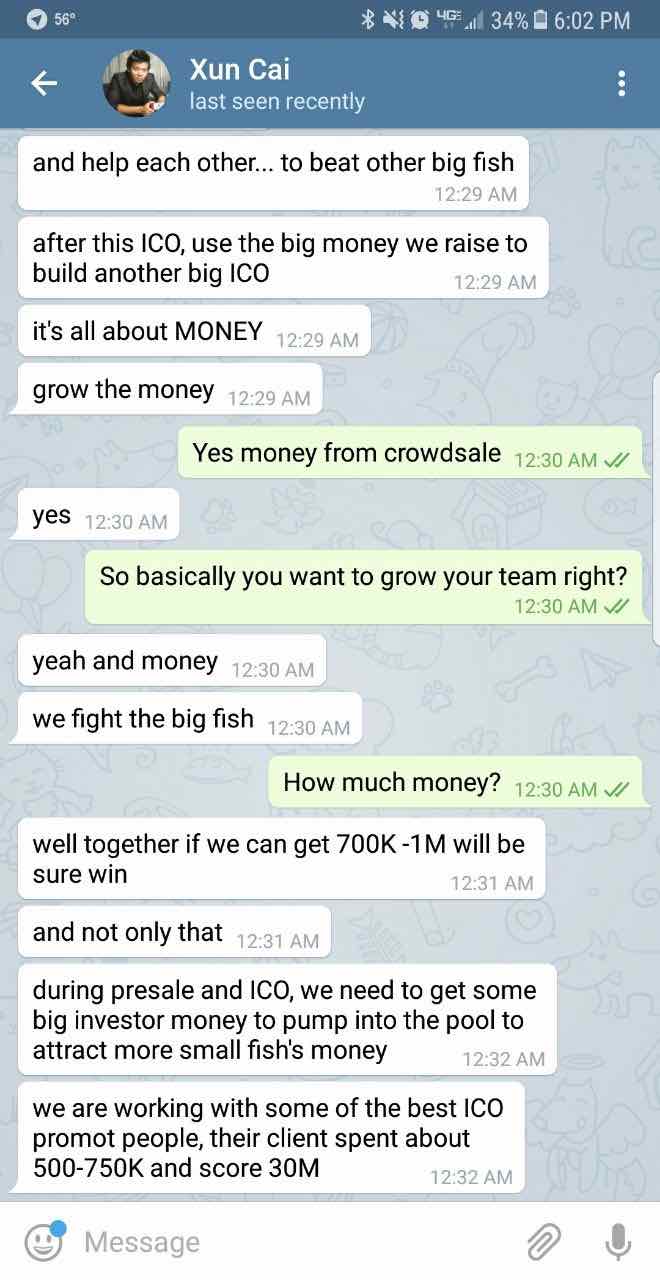 56° 4GE 34% 6:02 PM
Xun Cai
last seen recently
and help each other... to beat other big fish
12:29 AM
after this ICO, use the big money we raise to
build another big ICO 12:29 AM
it's all about MONEY 12:29 AM
grow the money 12:29 AM
Yes money from crowdsale 12:30 AM
yes 12:30 AM
So basically you want to grow your team right?
12:30 AM
yeah and money 12:30 AM
we fight the big fish 12:30 AM
How much money? 12:30 AM
well together if we can get 700K -1M will be
sure win 12:31 AM
and not only that 12:31 AM
during presale and ICO, we need to get some
big investor money to pump into the pool to
attract more small fish's money 12:32 AM
we are working with some of the best ICO
promot people, their client spent about
500-750K and score 30M 12:32 AM
Message